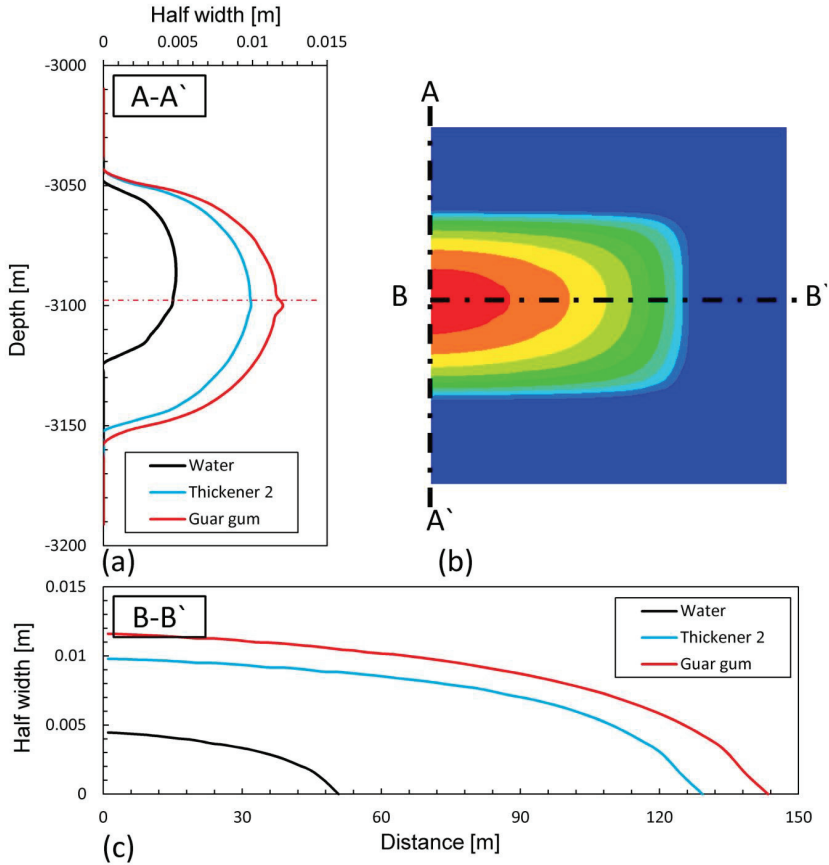 Half width [m]
0 0.005 0.01 0.015
A-A`
-3000
-3050
-3100
-3150
-3200
Depth [m]
Water
Thickener 2
Guar gum
(a)
A
B B`
A`
(b)
B-B`
0.015
0.01
0.005
0
Half width [m]
Water
Thickener 2
Guar gum
0 30 60 90 120 150
Distance [m]
(c)